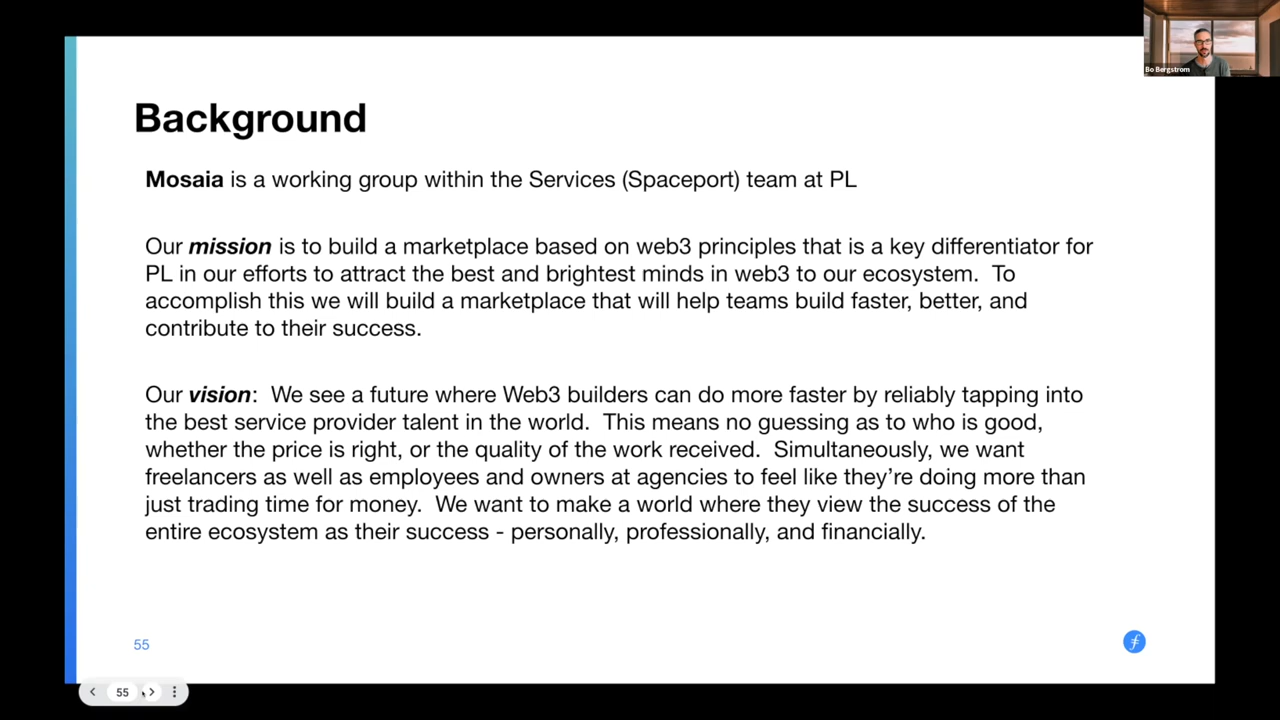 Bo Bergstrom
Background
Mosaia is a working group within the Services (Spaceport) team at PL
Our mission is to build a marketplace based on web3 principles that is a key differentiator for
PL in our efforts to attract the best and brightest minds in web3 to our ecosystem.  To
accomplish this we will build a marketplace that will help teams build faster, better, and
contribute to their success.
Our vision:  We see a future where Web3 builders can do more faster by reliably tapping into
the best service provider talent in the world.  This means no guessing as to who is good,
whether the price is right, or the quality of the work received.  Simultaneously, we want
freelancers as well as employees and owners at agencies to feel like they’re doing more than
just trading time for money.  We want to make a world where they view the success of the
entire ecosystem as their success - personally, professionally, and financially.
55
55